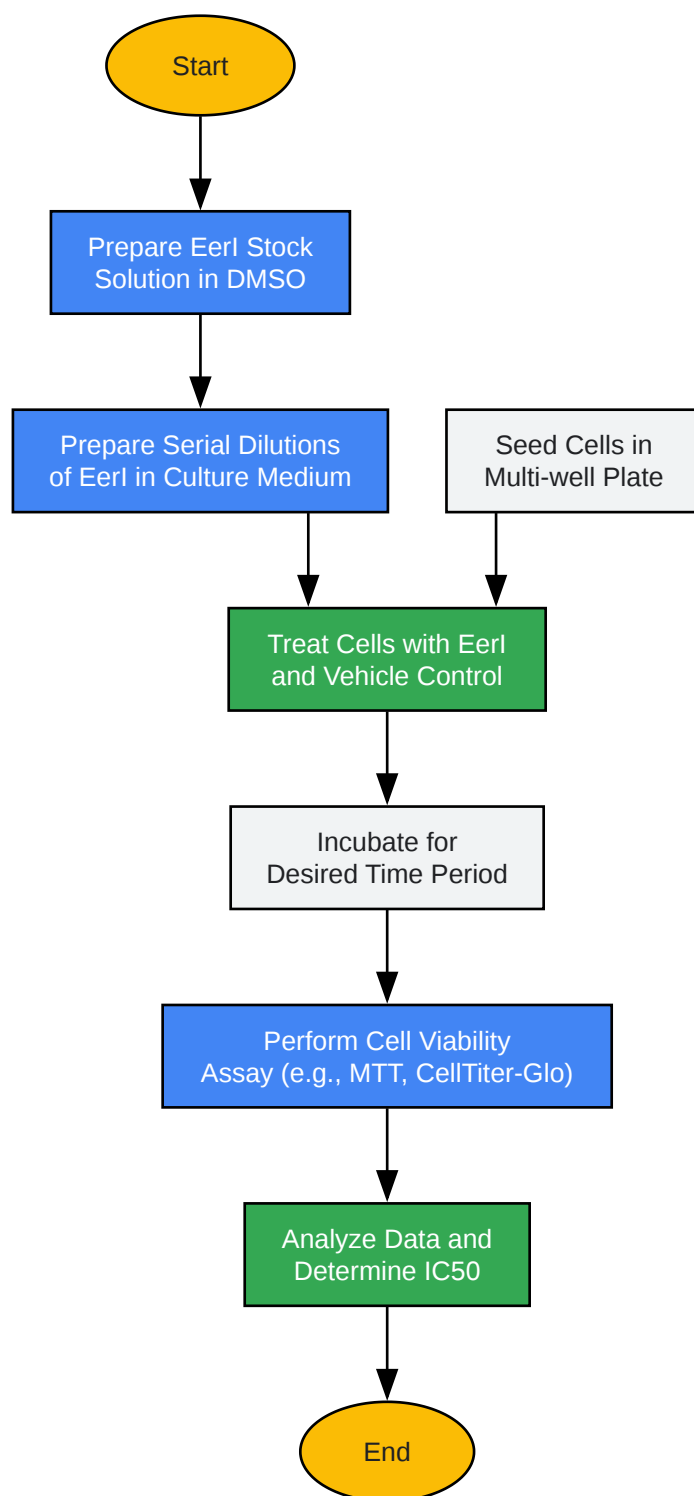 Start
Prepare EerI Stock
Solution in DMSO
Prepare Serial Dilutions
of EerI in Culture Medium
Seed Cells in
Multi-well Plate
Treat Cells with EerI
and Vehicle Control
Incubate for
Desired Time Period
Perform Cell Viability
Assay (e.g., MTT, CellTiter-Glo)
Analyze Data and
Determine IC50
End